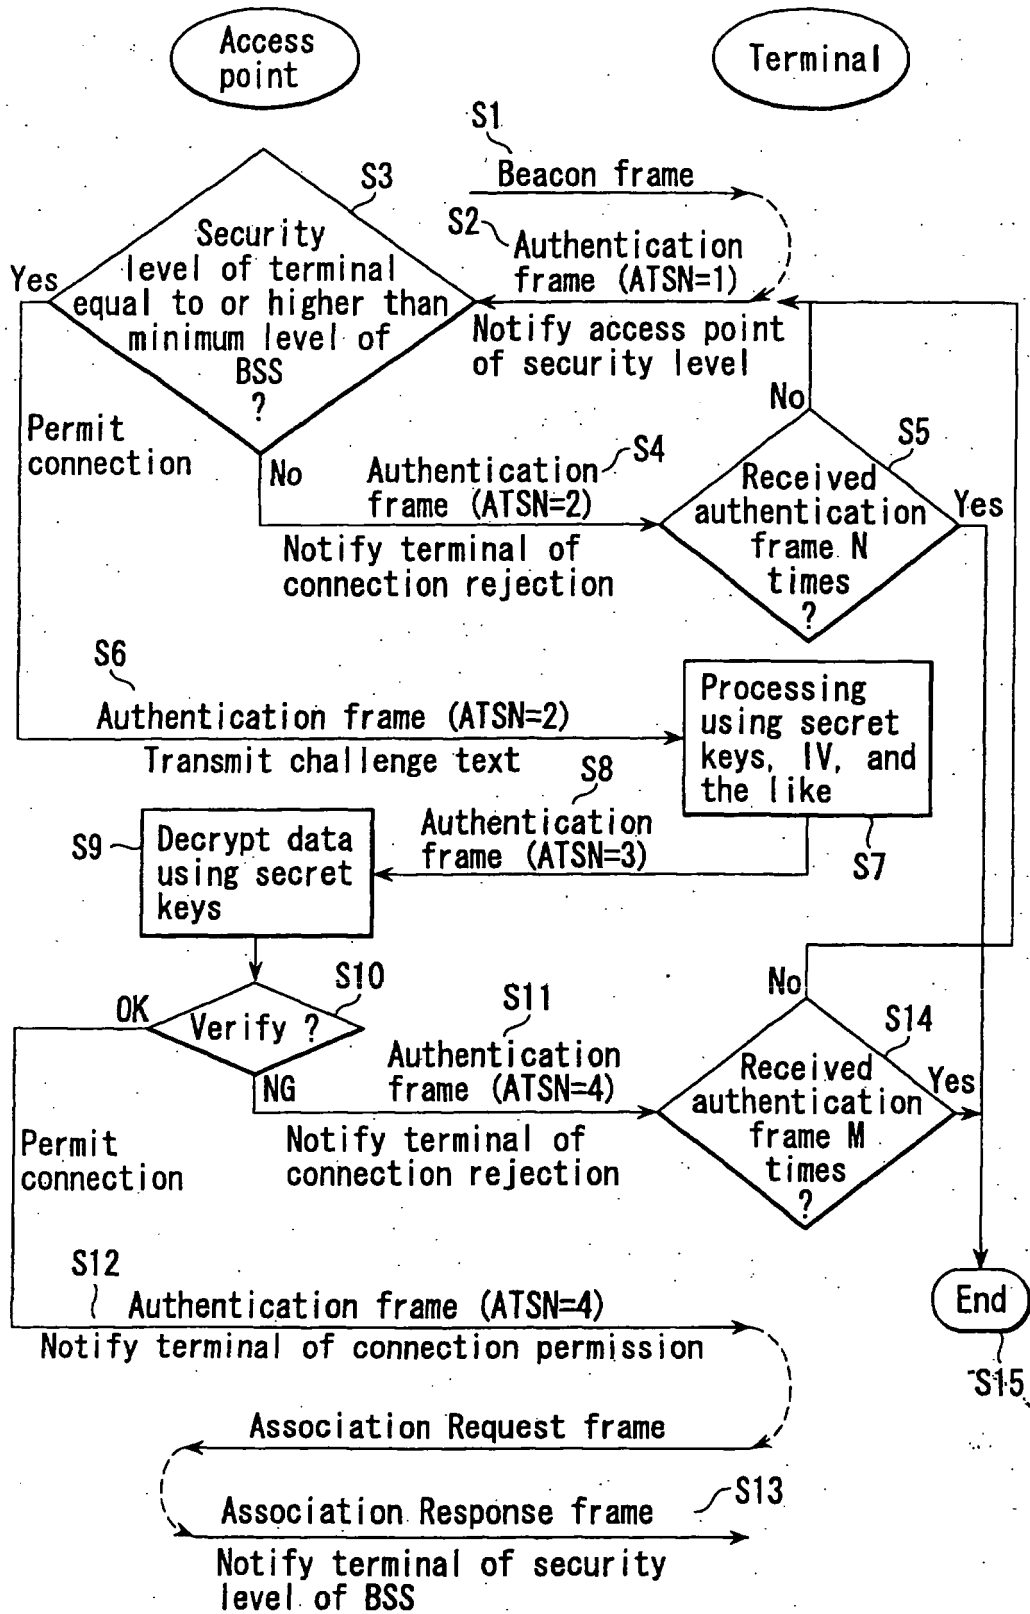 Access
point
Terminal
S1
Beacon frame
S3
S2
Authentication
frame (ATSN=1)
Notify access point
of security level
Security
level of terminal
equal to or higher than
minimum level of
BSS
?
Yes
Permit
connection
No
S4
Authentication
frame (ATSN=2)
Notify terminal of
connection rejection
No
S5
Received
authentication
frame N
times
?
Yes
S6
Authentication frame (ATSN=2)
Transmit challenge text
Processing
using secret
keys, IV, and
the like
S7
S8
Authentication
frame (ATSN=3)
S9
Decrypt data
using secret
keys
S10
OK
Verify ?
NG
S11
Authentication
frame (ATSN=4)
Notify terminal of
connection rejection
No
S14
Received
authentication
frame M
times
?
Yes
Permit
connection
S12
Authentication frame (ATSN=4)
Notify terminal of connection permission
End
S15
Association Request frame
Association Response frame
S13
Notify terminal of security
level of BSS